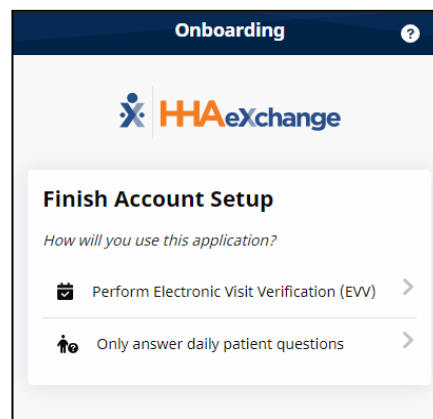 Onboarding
?
HHAeXchange
Finish Account Setup
How will you use this application?
Perform Electronic Visit Verification (EVV)
Only answer daily patient questions